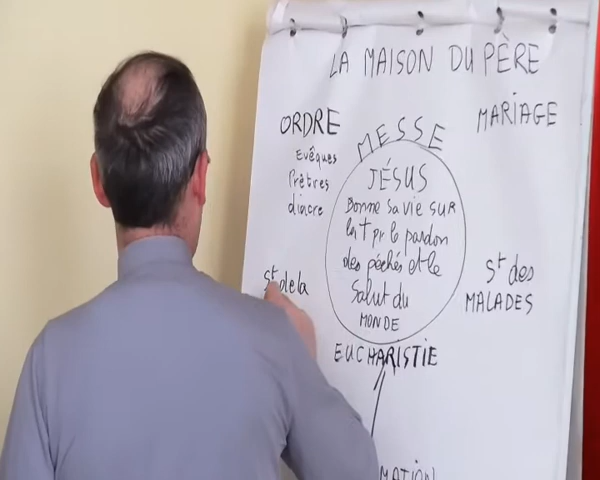 LA MAISON DU PÈRE
ORDRE
Evêques
Prêtres
diacre
MARIAGE
MESSE
JÉSUS
Donne sa vie sur
la † pr le pardon
des péchés et le
Salut du
MONDE
EUCHARISTIE
St de la
St des
MALADES
MATION